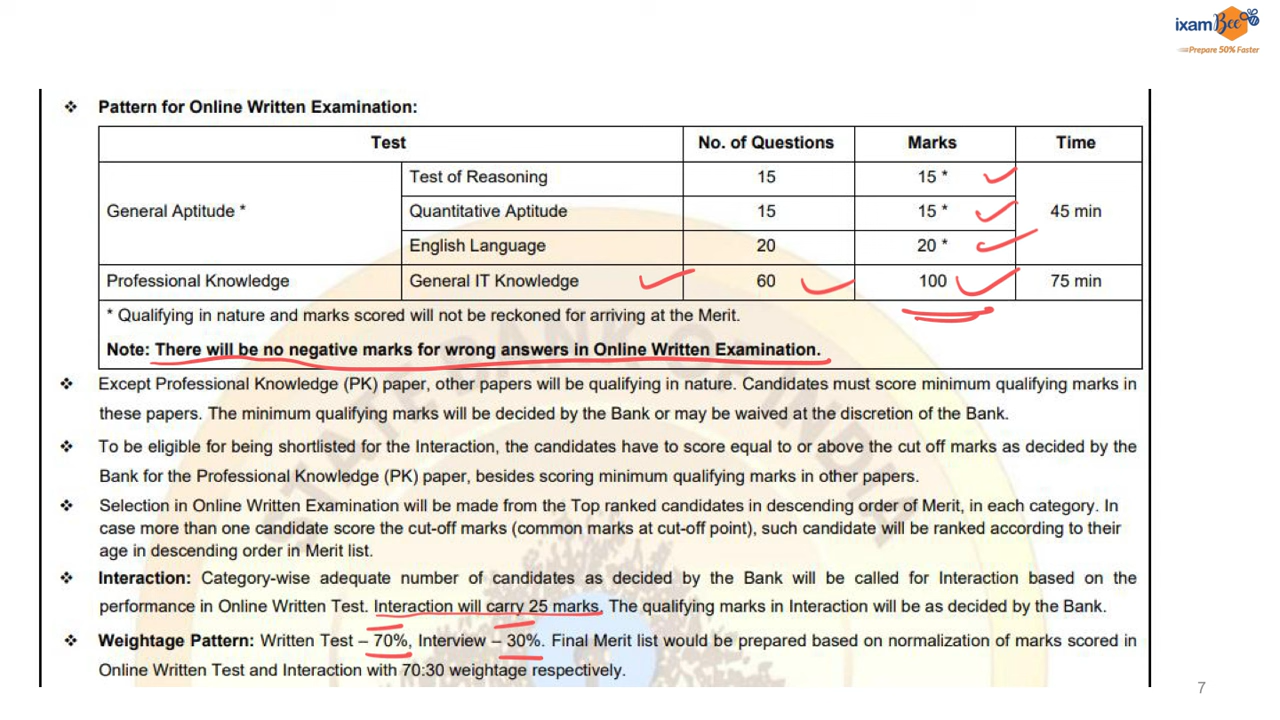 ixamBee
Prepare 50% Faster
❖ Pattern for Online Written Examination:
Test No. of Questions Marks Time
General Aptitude * Test of Reasoning 15 15 * 45 min
Quantitative Aptitude 15 15 *
English Language 20 20 *
Professional Knowledge General IT Knowledge 60 100 75 min
* Qualifying in nature and marks scored will not be reckoned for arriving at the Merit.
Note: There will be no negative marks for wrong answers in Online Written Examination.
❖ Except Professional Knowledge (PK) paper, other papers will be qualifying in nature. Candidates must score minimum qualifying marks in
these papers. The minimum qualifying marks will be decided by the Bank or may be waived at the discretion of the Bank.
❖ To be eligible for being shortlisted for the Interaction, the candidates have to score equal to or above the cut off marks as decided by the
Bank for the Professional Knowledge (PK) paper, besides scoring minimum qualifying marks in other papers.
❖ Selection in Online Written Examination will be made from the Top ranked candidates in descending order of Merit, in each category. In
case more than one candidate score the cut-off marks (common marks at cut-off point), such candidate will be ranked according to their
age in descending order in Merit list.
❖ Interaction: Category-wise adequate number of candidates as decided by the Bank will be called for Interaction based on the
performance in Online Written Test. Interaction will carry 25 marks. The qualifying marks in Interaction will be as decided by the Bank.
❖ Weightage Pattern: Written Test – 70%, Interview – 30%. Final Merit list would be prepared based on normalization of marks scored in
Online Written Test and Interaction with 70:30 weightage respectively.
STATE BANK OF INDIA
7